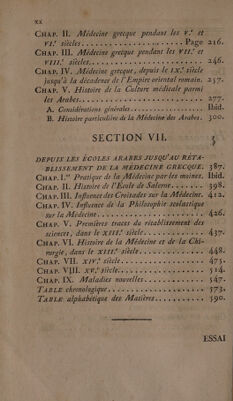 xx
CHAP. II. Médecine grecque pendant les V.e et
VI.e siècles . . . . . . . . . . . . . . . . . . . . . Page 216.
CHAP. III. Médecine grecque pendant les VII.e et
VIII.e siècles. . . . . . . . . . . . . . . . . . . . . 246.
CHAP. IV. Médecine grecque, depuis le IX.e siècle
jusqu'à la décadence de l'Empire oriental romain. 257.
CHAP. V. Histoire de la Culture médicale parmi
les Arabes. . . . . . . . . . . . . . . . . . . . . 277.
A. Considérations générales. . . . . . . . . . . . . . Ibid.
B. Histoire particulière de la Médecine des Arabes. 300.
SECTION VII.
DEPUIS LES ÉCOLES ARABES JUSQU'AU RÉTA-
BLISSEMENT DE LA MÉDECINE GRECQUE. 387.
CHAP. I.er Pratique de la Médecine par les moines. Ibid.
CHAP. II. Histoire de l'Ecole de Salerne. . . . . . . 398.
CHAP. III. Influence des Croisades sur la Médecine. 412.
CHAP. IV. Influence de la Philosophie scolastique
sur la Médecine . . . . . . . . . . . . . . . . . . 426.
CHAP. V. Premières traces du rétablissement des
sciences, dans le XIII.e siècle. . . . . . . . . . . . 437.
CHAP. VI. Histoire de la Médecine et de la Chi-
rurgie, dans le XIII.e siècle. . . . . . . . . . . . . 448.
CHAP. VII. XIV.e siècle. . . . . . . . . . . . . . . . 475.
CHAP. VIII. XV.e siècle. . . . . . . . . . . . . . . . 514.
CHAP. IX. Maladies nouvelles. . . . . . . . . . . . 547.
TABLE chronologique. . . . . . . . . . . . . . . . . 573.
TABLE alphabétique des Matières. . . . . . . . . . . 590.
ESSAI